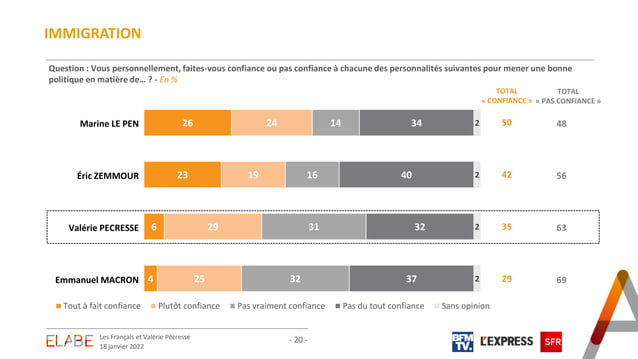 IMMIGRATION
Question : Vous personnellement, faites-vous confiance ou pas confiance à chacune des personnalités suivantes pour mener une bonne
politique en matière de… ? - En %
TOTAL
« CONFIANCE »
TOTAL
« PAS CONFIANCE »
Marine LE PEN 26 24 14 34 2 50 48
Éric ZEMMOUR 23 19 16 40 2 42 56
Valérie PECRESSE 6 29 31 32 2 35 63
Emmanuel MACRON 4 25 32 37 2 29 69
Tout à fait confiance Plutôt confiance Pas vraiment confiance Pas du tout confiance Sans opinion
ELABE
Les Français et Valérie Pécresse
18 janvier 2022
- 20 -
BFM
TV.
L'EXPRESS
SFR